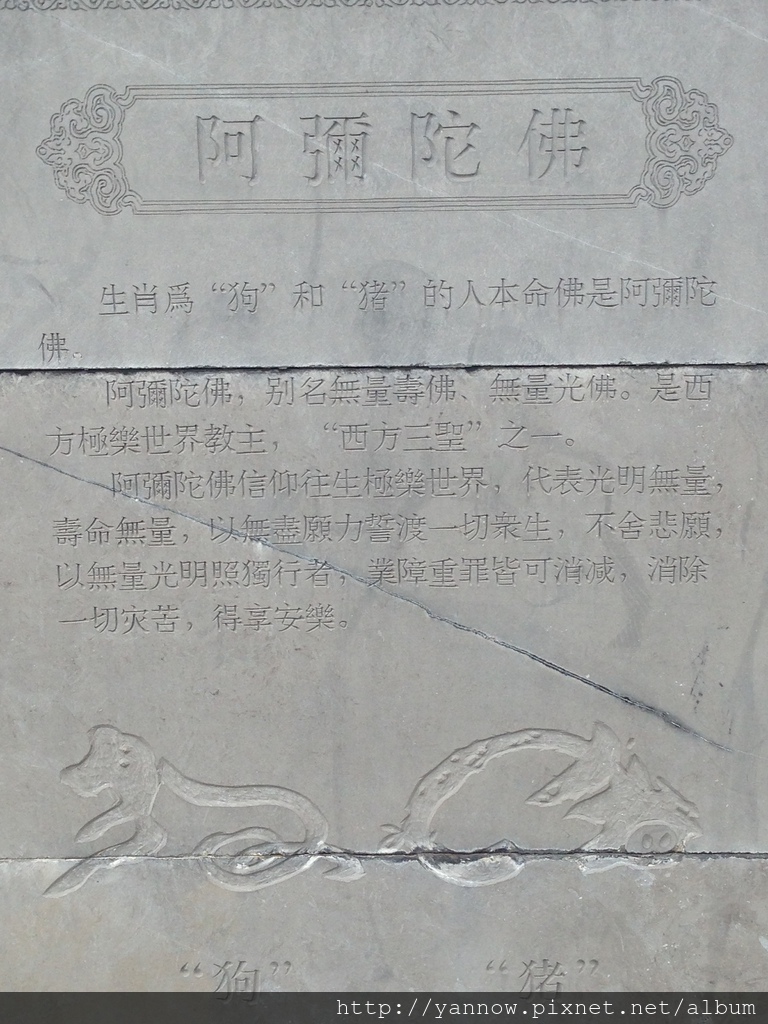 阿彌陀佛
生肖爲“狗”和“猪”的人本命佛是阿彌陀
佛。
阿彌陀佛，别名無量壽佛、無量光佛。是西
方極樂世界教主，“西方三聖”之一。
阿彌陀佛信仰往生極樂世界，代表光明無量，
壽命無量，以無盡願力誓渡一切衆生，不舍悲願，
以無量光明照獨行者，業障重罪皆可消减，消除
一切灾苦，得享安樂。
“狗” “猪”
http://yannow.pixnet.net/album